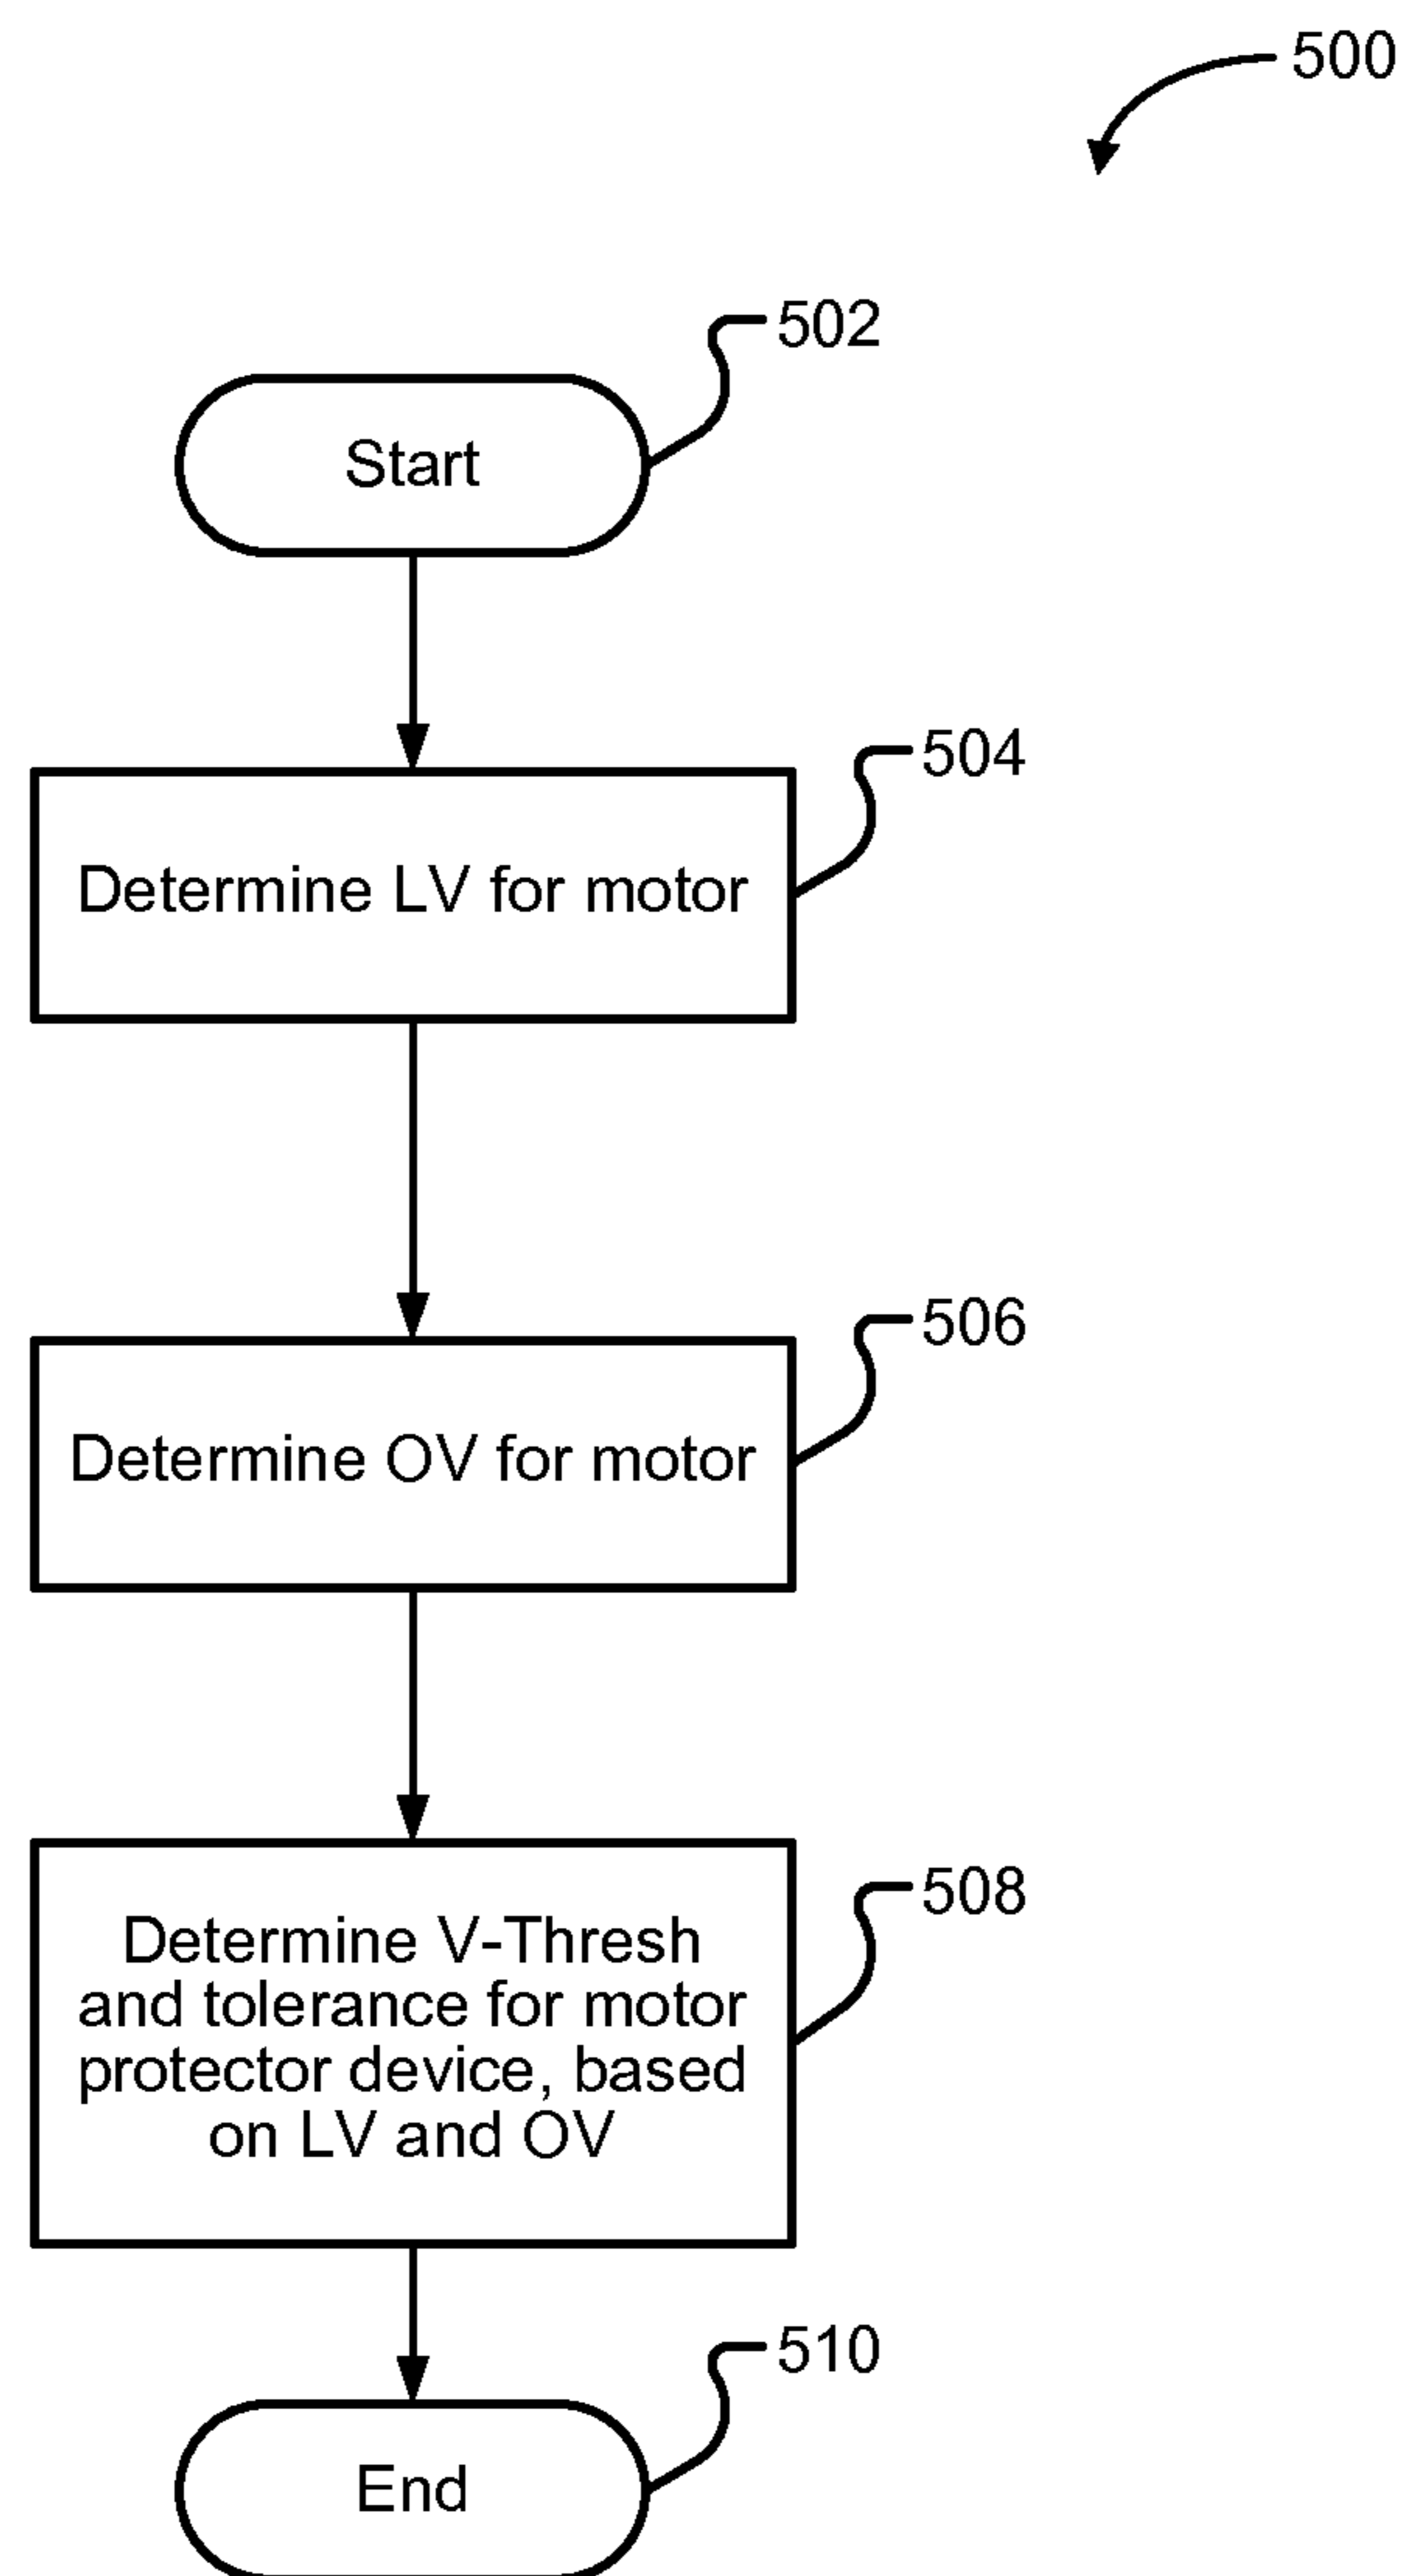 500
502
Start
504
Determine LV for motor
506
Determine OV for motor
508
Determine V-Thresh
and tolerance for motor
protector device, based
on LV and OV
510
End